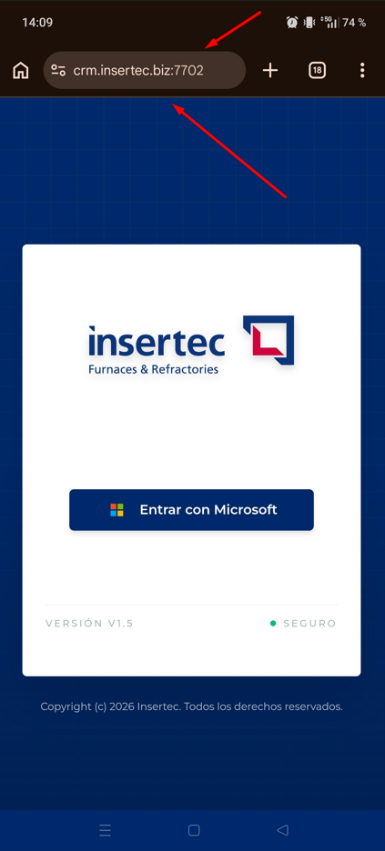 14:09
5G
74 %
crm.insertec.biz:7702
18
insertec
Furnaces & Refractories
Entrar con Microsoft
VERSIÓN V1.5
SEGURO
Copyright (c) 2026 Insertec. Todos los derechos reservados.